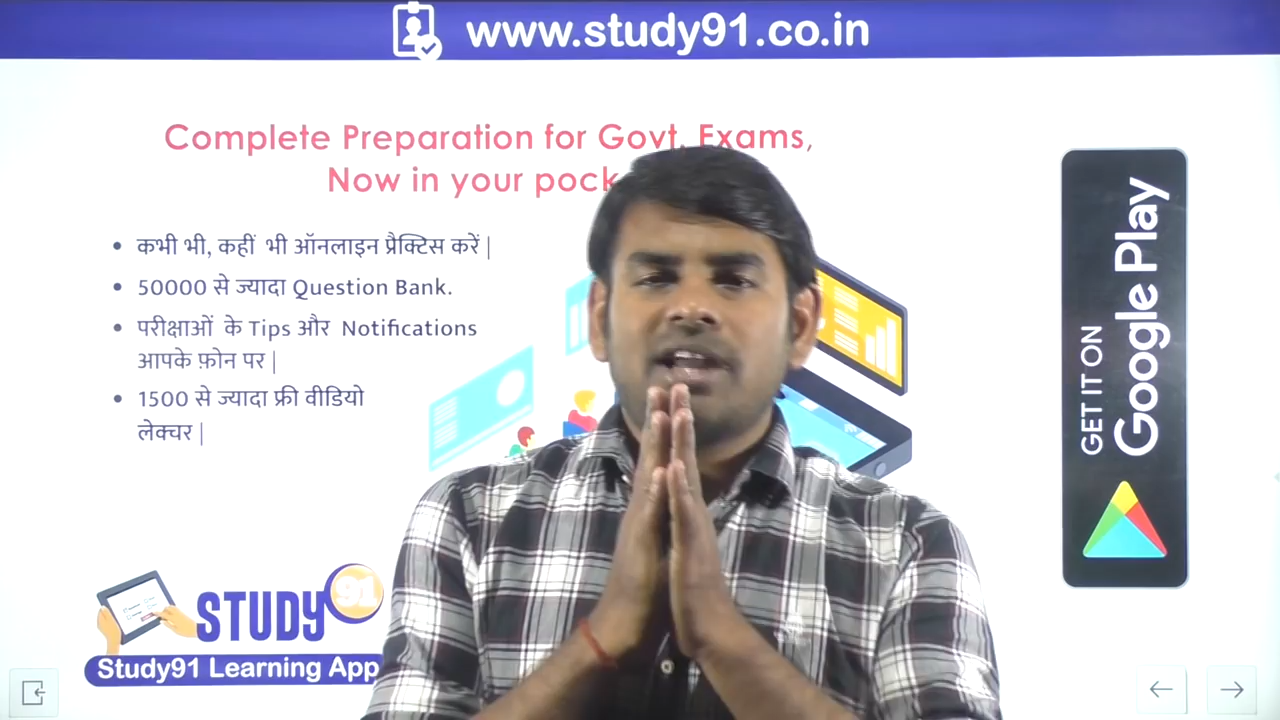 www.study91.co.in
Complete Preparation for Govt. Exams,
Now in your
• कभी भी, कहीं भी ऑनलाइन प्रैक्टिस करें |
• 50000 से ज्यादा Question Bank.
• परीक्षाओं के Tips और Notifications
आपके फ़ोन पर |
• 1500 से ज्यादा फ्री वीडियो
लेक्चर |
STUDY 91
Study91 Learning App
GET IT ON
Google Play